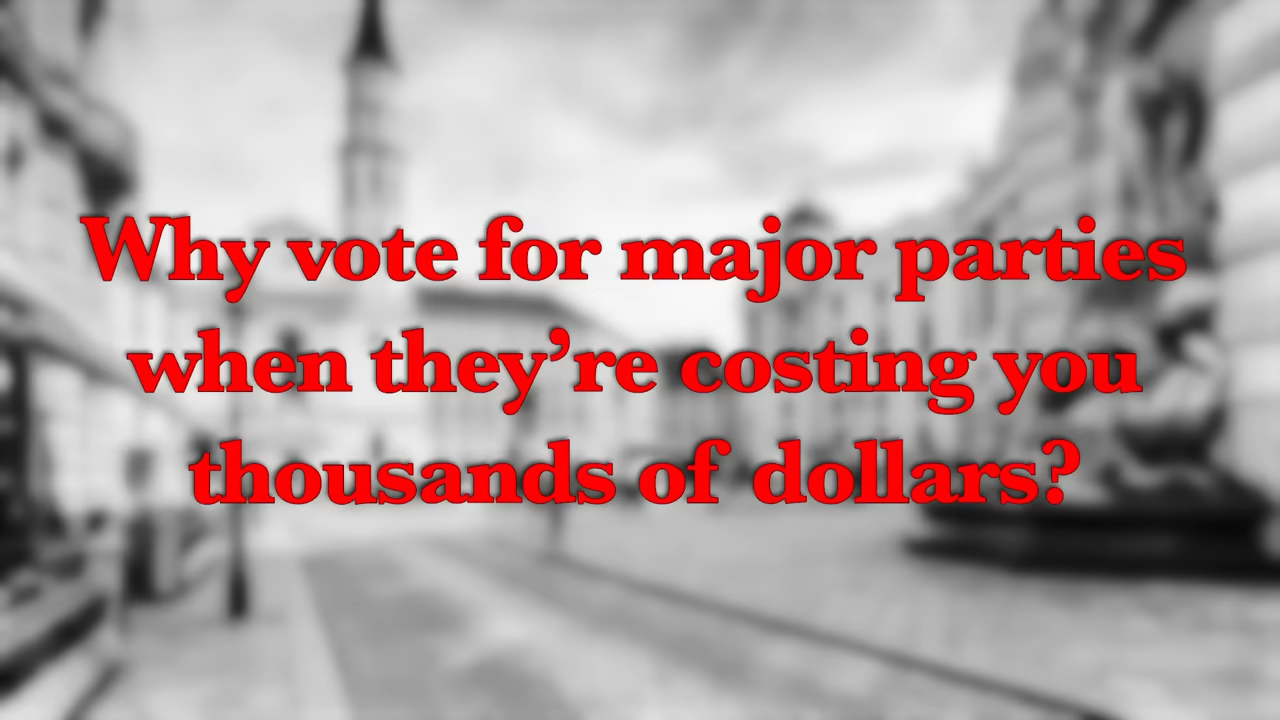 Why vote for major parties
when they’re costing you
thousands of dollars?